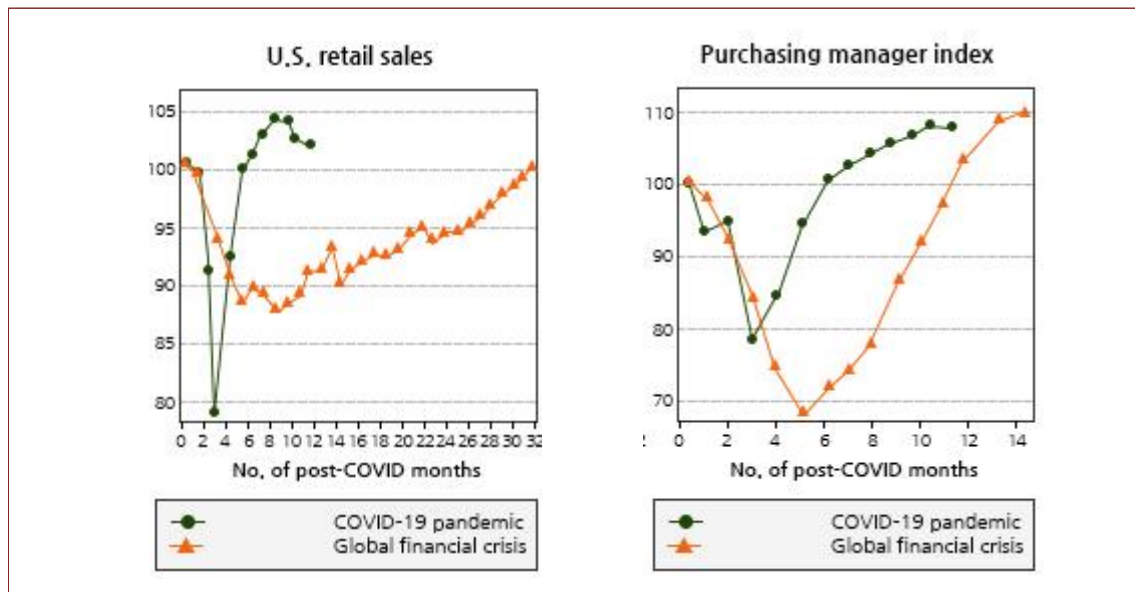 U.S. retail sales
105
100
95
90
85
80
0 2 4 6 8 10 12 14 16 18 20 22 24 26 28 30 32
No. of post-COVID months
COVID-19 pandemic
Global financial crisis
Purchasing manager index
110
100
90
80
70
2 0 2 4 6 8 10 12 14
No. of post-COVID months
COVID-19 pandemic
Global financial crisis